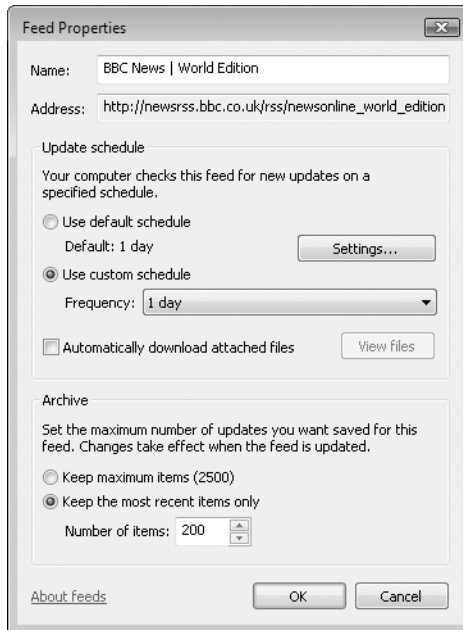 Feed Properties
Name: BBC News | World Edition
Address: http://newsrss.bbc.co.uk/rss/newsonline_world_edition
Update schedule
Your computer checks this feed for new updates on a
specified schedule.
Use default schedule
Default: 1 day Settings...
Use custom schedule
Frequency: 1 day
Automatically download attached files View files
Archive
Set the maximum number of updates you want saved for this
feed. Changes take effect when the feed is updated.
Keep maximum items (2500)
Keep the most recent items only
Number of items: 200
About feeds OK Cancel